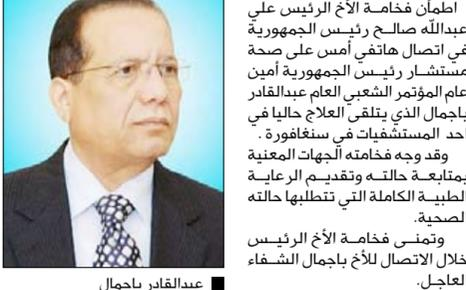 اطمأن فخامة الأخ الرئيس علي
عبدالله صالح رئيس الجمهورية
في اتصال هاتفي أمس على صحة
مستشار رئيس الجمهورية أمين
عام المؤتمر الشعبي العام عبدالقادر
باجمال الذي يتلقى العلاج حاليا في
احد المستشفيات في سنغافورة .
وقد وجه فخامته الجهات المعنية
بمتابعة حالته وتقديم الرعاية
الطبية الكاملة التي تتطلبها حالته
الصحية.
وتمنى فخامة الأخ الرئيس
خلال الاتصال للأخ باجمال الشفاء
العاجل.
عبدالقادر باجمال